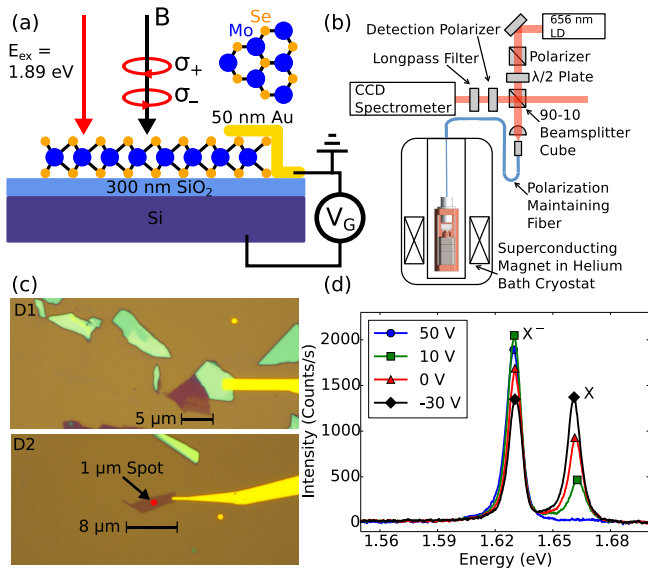 (a)
E_ex = 1.89 eV
B
σ+
σ−
Se
Mo
50 nm Au
300 nm SiO₂
Si
V_G
(b)
656 nm
LD
Detection Polarizer
Longpass Filter
Polarizer
λ/2 Plate
CCD
Spectrometer
90-10
Beamsplitter
Cube
Polarization
Maintaining
Fiber
Superconducting
Magnet in Helium
Bath Cryostat
(c)
D1
5 μm
D2
1 μm Spot
8 μm
(d)
Intensity (Counts/s)
2000
1500
1000
500
0
50 V
10 V
0 V
-30 V
X⁻
X
1.56
1.59
1.62
1.65
1.68
Energy (eV)